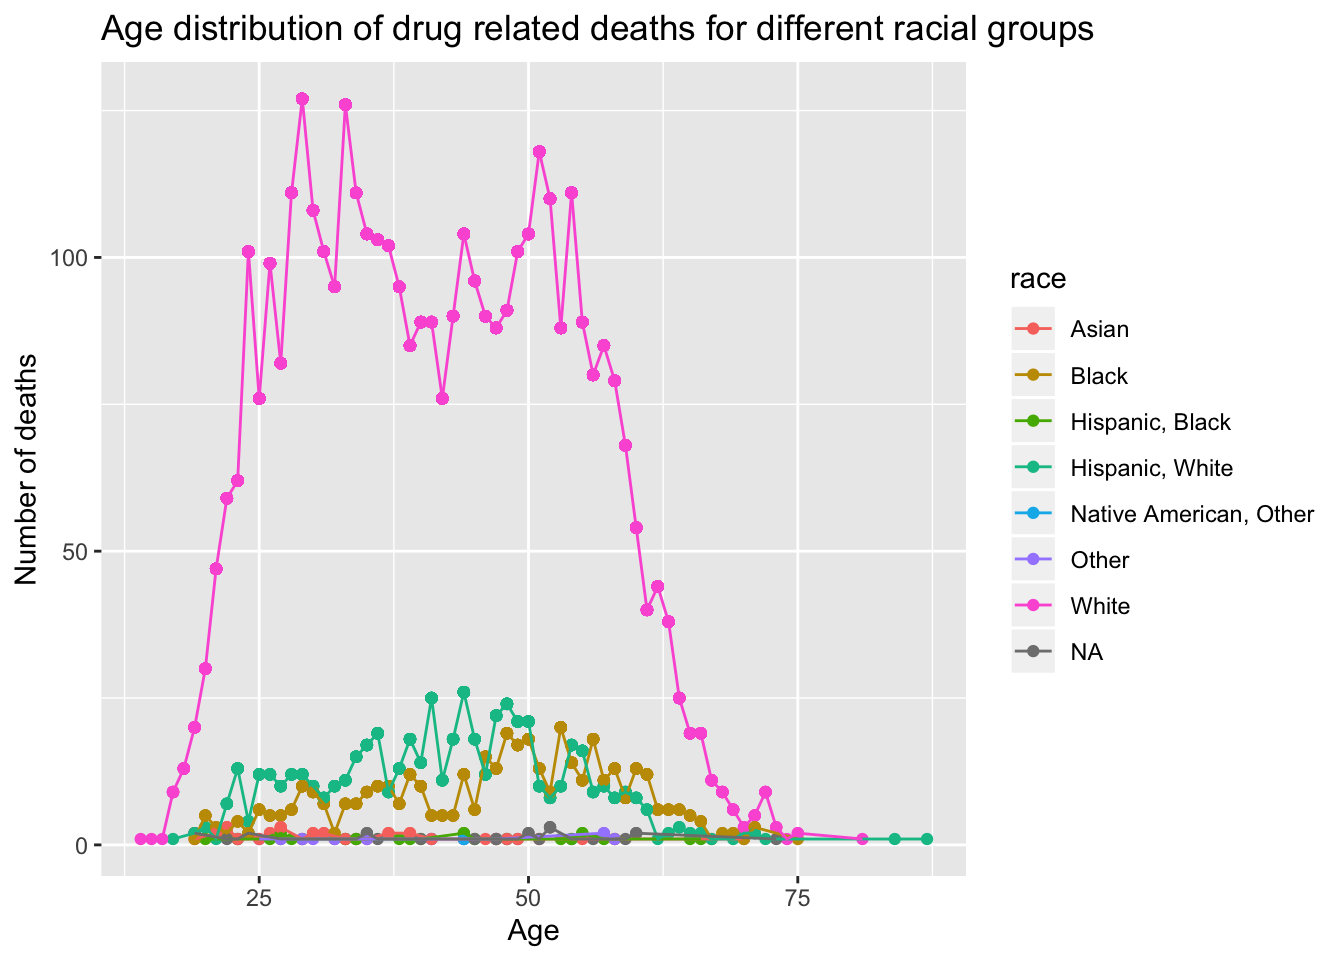 Age distribution of drug related deaths for different racial groups
Number of deaths
100
50
0
25
50
75
Age
race
Asian
Black
Hispanic, Black
Hispanic, White
Native American, Other
Other
White
NA